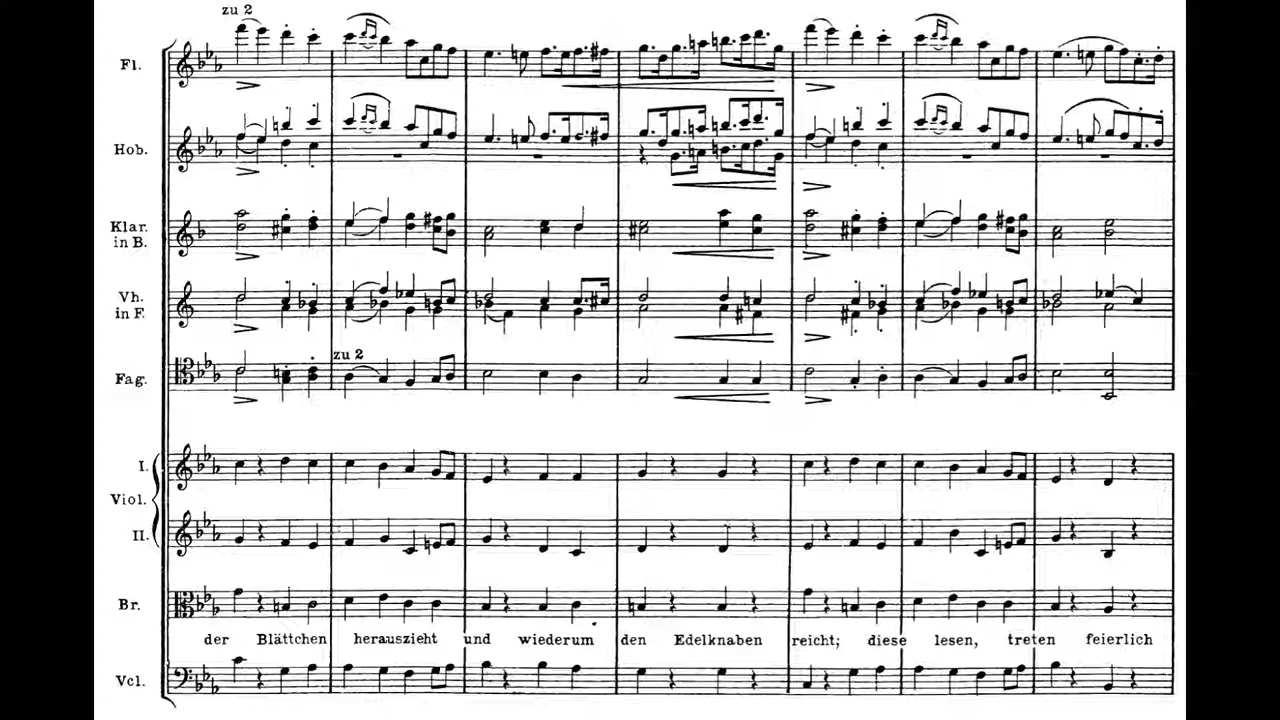 zu 2
Fl.
Hob.
Klar.
in B.
Vh.
in F.
zu 2
Fag.
I.
Viol.
II.
Br.
der Blättchen herauszieht und wiederum den Edelknaben reicht; diese lesen, treten feierlich
Vcl.